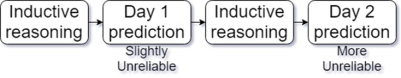 Inductive
reasoning
Day 1
prediction
Slightly
Unreliable
Inductive
reasoning
Day 2
prediction
More
Unreliable